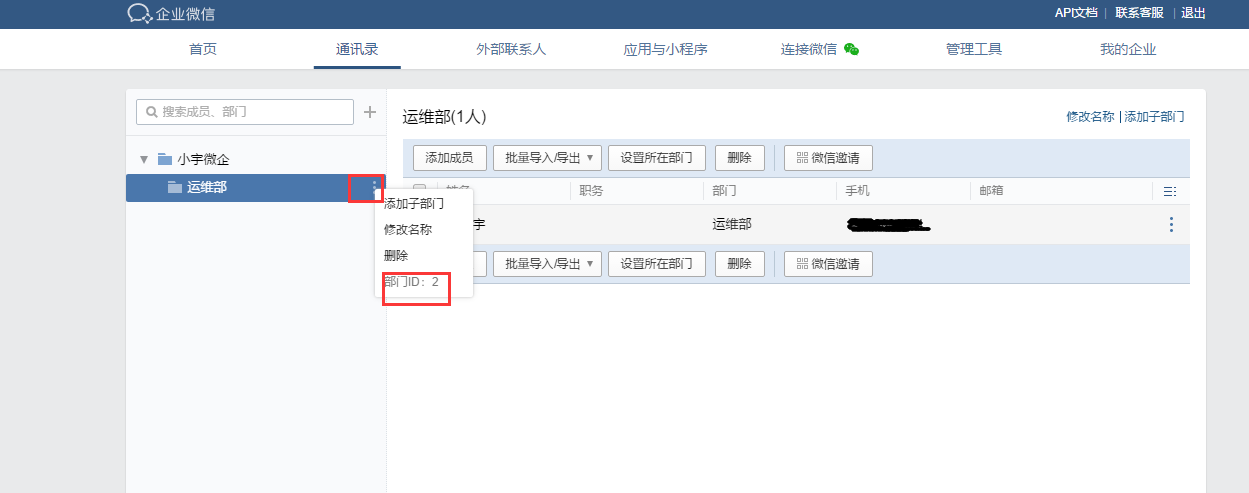 企业微信
API文档 | 联系客服 | 退出
首页 通讯录 外部联系人 应用与小程序 连接微信 管理工具 我的企业
搜索成员、部门
小宇微企
运维部
添加子部门
修改名称
删除
部门ID：2
运维部(1人)
修改名称 | 添加子部门
添加成员 批量导入/导出 设置所在部门 删除 微信邀请
姓名 职务 部门 手机 邮箱
宇 运维部
批量导入/导出 设置所在部门 删除 微信邀请